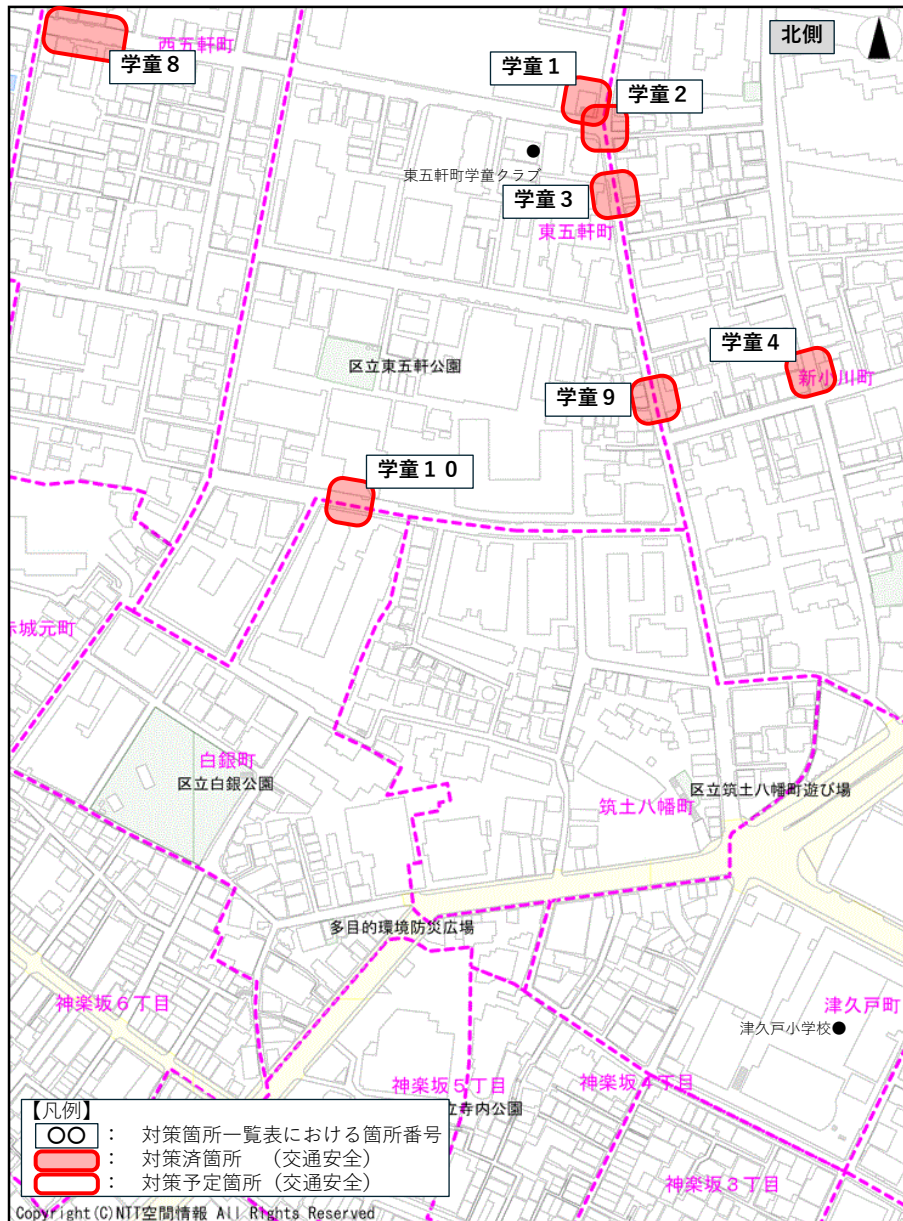 北側
西五軒町
学童８
学童１
学童２
東五軒町学童クラブ
学童３
東五軒町
学童４
区立東五軒公園
新小川町
学童９
学童１０
赤城元町
白銀町
区立白銀公園
区立筑土八幡町遊び場
筑土八幡町
多目的環境防災広場
神楽坂６丁目
津久戸町
津久戸小学校
神楽坂５丁目
神楽坂４丁目
立寺内公園
神楽坂３丁目
【凡例】
〇〇 ： 対策箇所一覧表における箇所番号
： 対策済箇所 （交通安全）
： 対策予定箇所（交通安全）
Copyright(C)NTT空間情報 All Rights Reserved